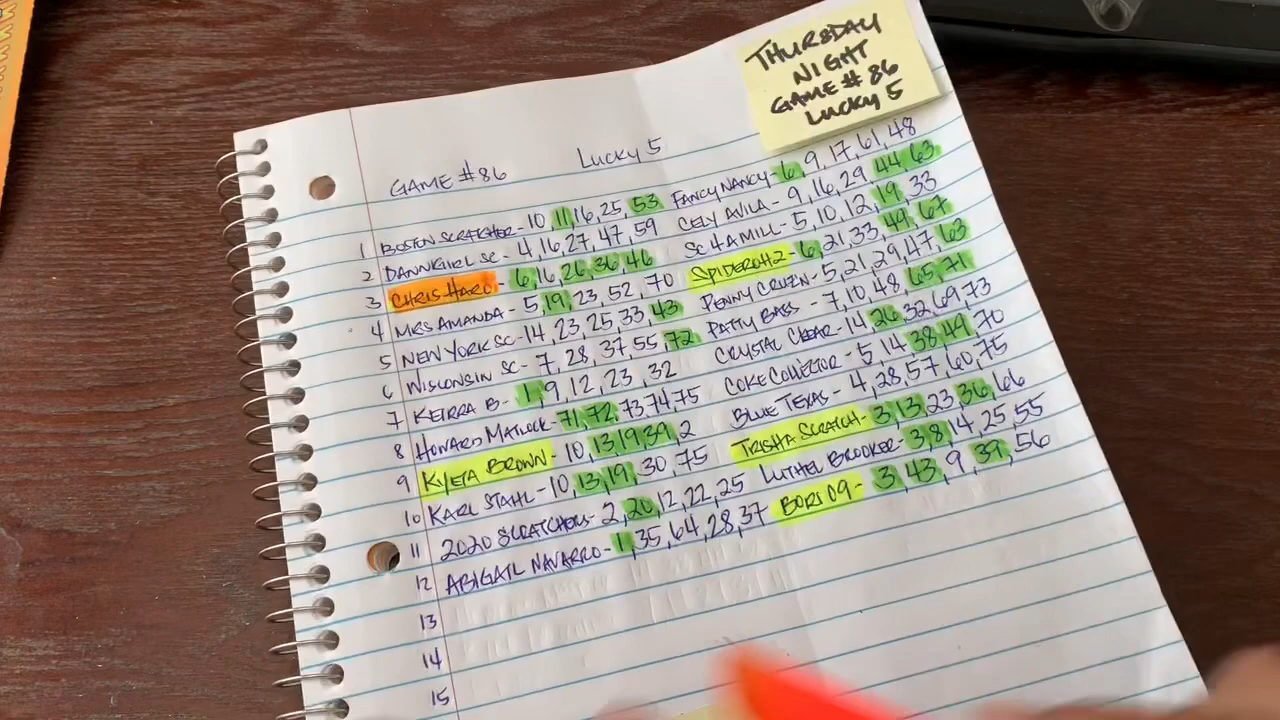 THURSDAY
NIGHT
GAME # 86
LUCKY 5
GAME #86 LUCKY 5
1 BOSTON SCRATCHER - 10, 11, 16, 25, 53 FANCY NANCY - 6, 9, 17, 61, 48
2 DANNIGIRL SC - 4, 16, 27, 47, 59 CELY AVILA - 9, 16, 29, 44, 63
3 CHRIS HARO - 6, 16, 26, 36, 46 SC 4 A MILL - 5, 10, 12, 19, 33
4 MRS AMANDA - 5, 19, 23, 52, 70 SPIDEROH2 - 6, 21, 33, 49, 67
5 NEW YORK SC - 14, 23, 25, 33, 43 PENNY CRUZ'N - 5, 21, 29, 47, 63
6 WISCONSIN SC - 7, 28, 37, 55, 72 PATTY BASS - 7, 10, 48, 65, 71
7 KEIRRA B - 1, 9, 12, 23, 32 CRYSTAL CLEAR - 14, 26, 32, 69, 73
8 HOWARD MATLOCK - 71, 72, 73, 74, 75 COKE COLLECTOR - 5, 14, 38, 49, 70
9 KYETA BROWN - 10, 13, 19, 39, 2 BLUE TEXAS - 4, 28, 57, 60, 75
10 KARL STAHL - 10, 13, 19, 30 75 TRISHA SCRATCH - 3, 13, 23, 36, 66
11 2020 SCRATCHERS - 2, 20, 12, 22, 25 LUTHEL BROOKER - 3, 8, 14, 25, 55
12 ABIGAIL NAVARRO - 1, 35, 64, 28, 37 BORIS 09 - 3, 43, 9, 39, 56
13
14
15